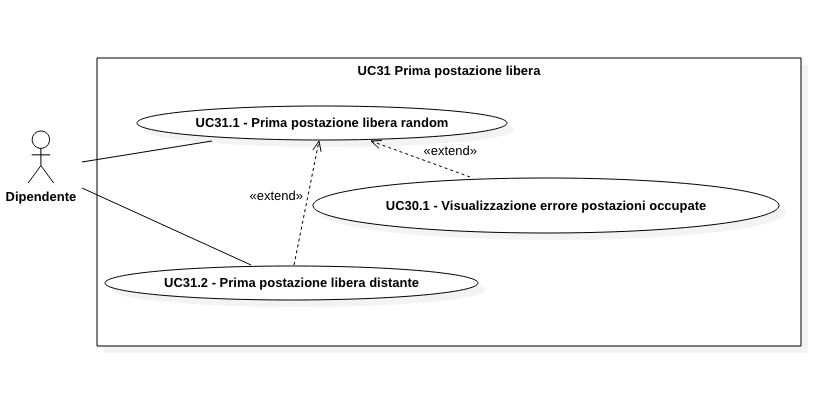 UC31 Prima postazione libera
UC31.1 - Prima postazione libera random
«extend»
Dipendente
«extend»
UC30.1 - Visualizzazione errore postazioni occupate
UC31.2 - Prima postazione libera distante